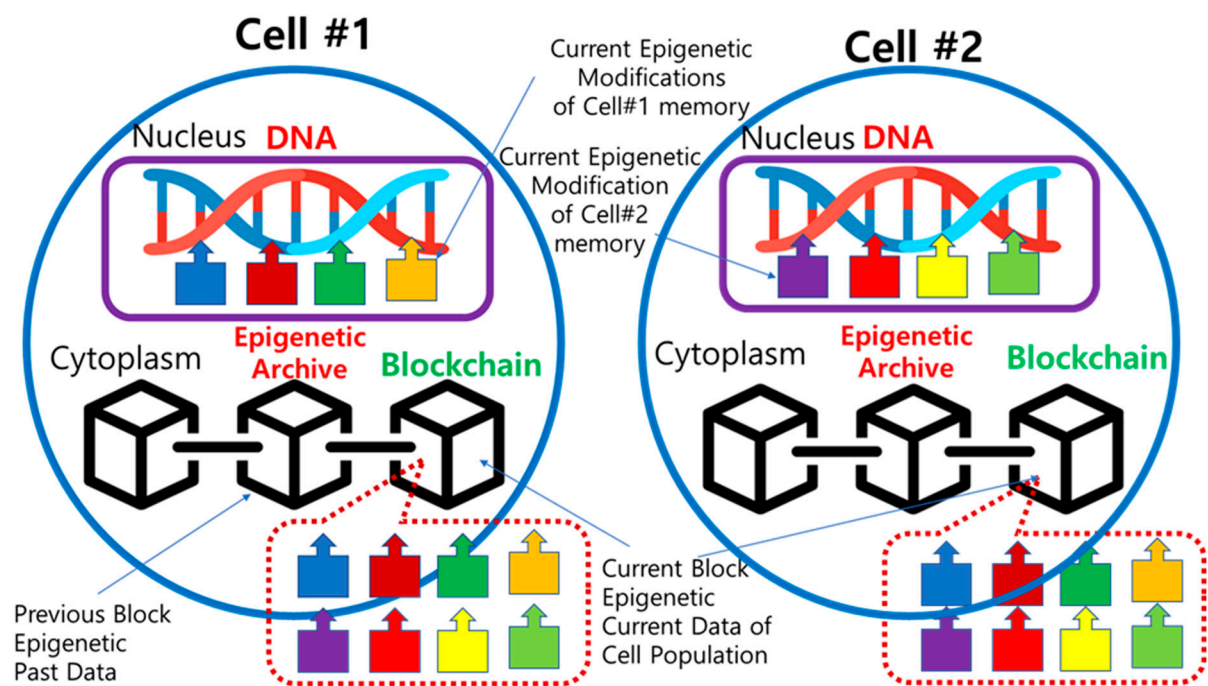 Cell #1
Current Epigenetic
Modifications
of Cell#1 memory
Cell #2
Nucleus DNA
Current Epigenetic
Modification
of Cell#2
memory
Nucleus DNA
Cytoplasm
Epigenetic
Archive
Blockchain
Cytoplasm
Epigenetic
Archive
Blockchain
Previous Block
Epigenetic
Past Data
Current Block
Epigenetic
Current Data of
Cell Population